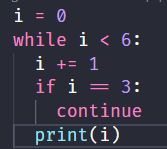 i = 0
while i < 6:
  i += 1
  if i == 3:
    continue
  print(i)